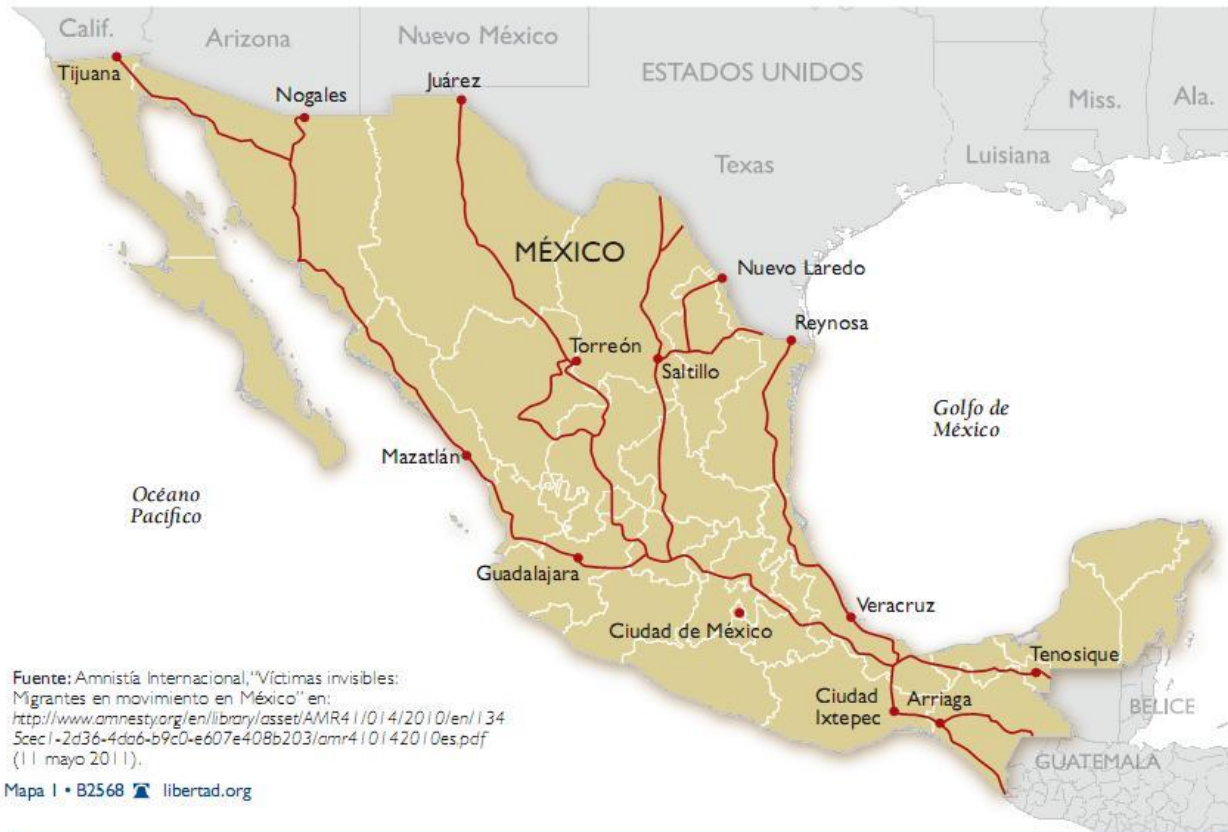 Calif.
Arizona
Nuevo México
ESTADOS UNIDOS
Miss.
Ala.
Luisiana
Texas
Tijuana
Nogales
Juárez
MÉXICO
Nuevo Laredo
Reynosa
Torreón
Saltillo
Golfo de
México
Mazatlán
Océano
Pacífico
Guadalajara
Ciudad de México
Veracruz
Tenosique
Ciudad
Ixtepec
Arriaga
BELICE
GUATEMALA
Fuente: Amnistía Internacional, “Víctimas invisibles:
Migrantes en movimiento en México” en:
http://www.amnesty.org/en/library/asset/AMR41/014/2010/en/134
5cec1-2d36-4da6-b9c0-e607e408b203/amr410142010es.pdf
(11 mayo 2011).
Mapa 1 • B2568 libertad.org